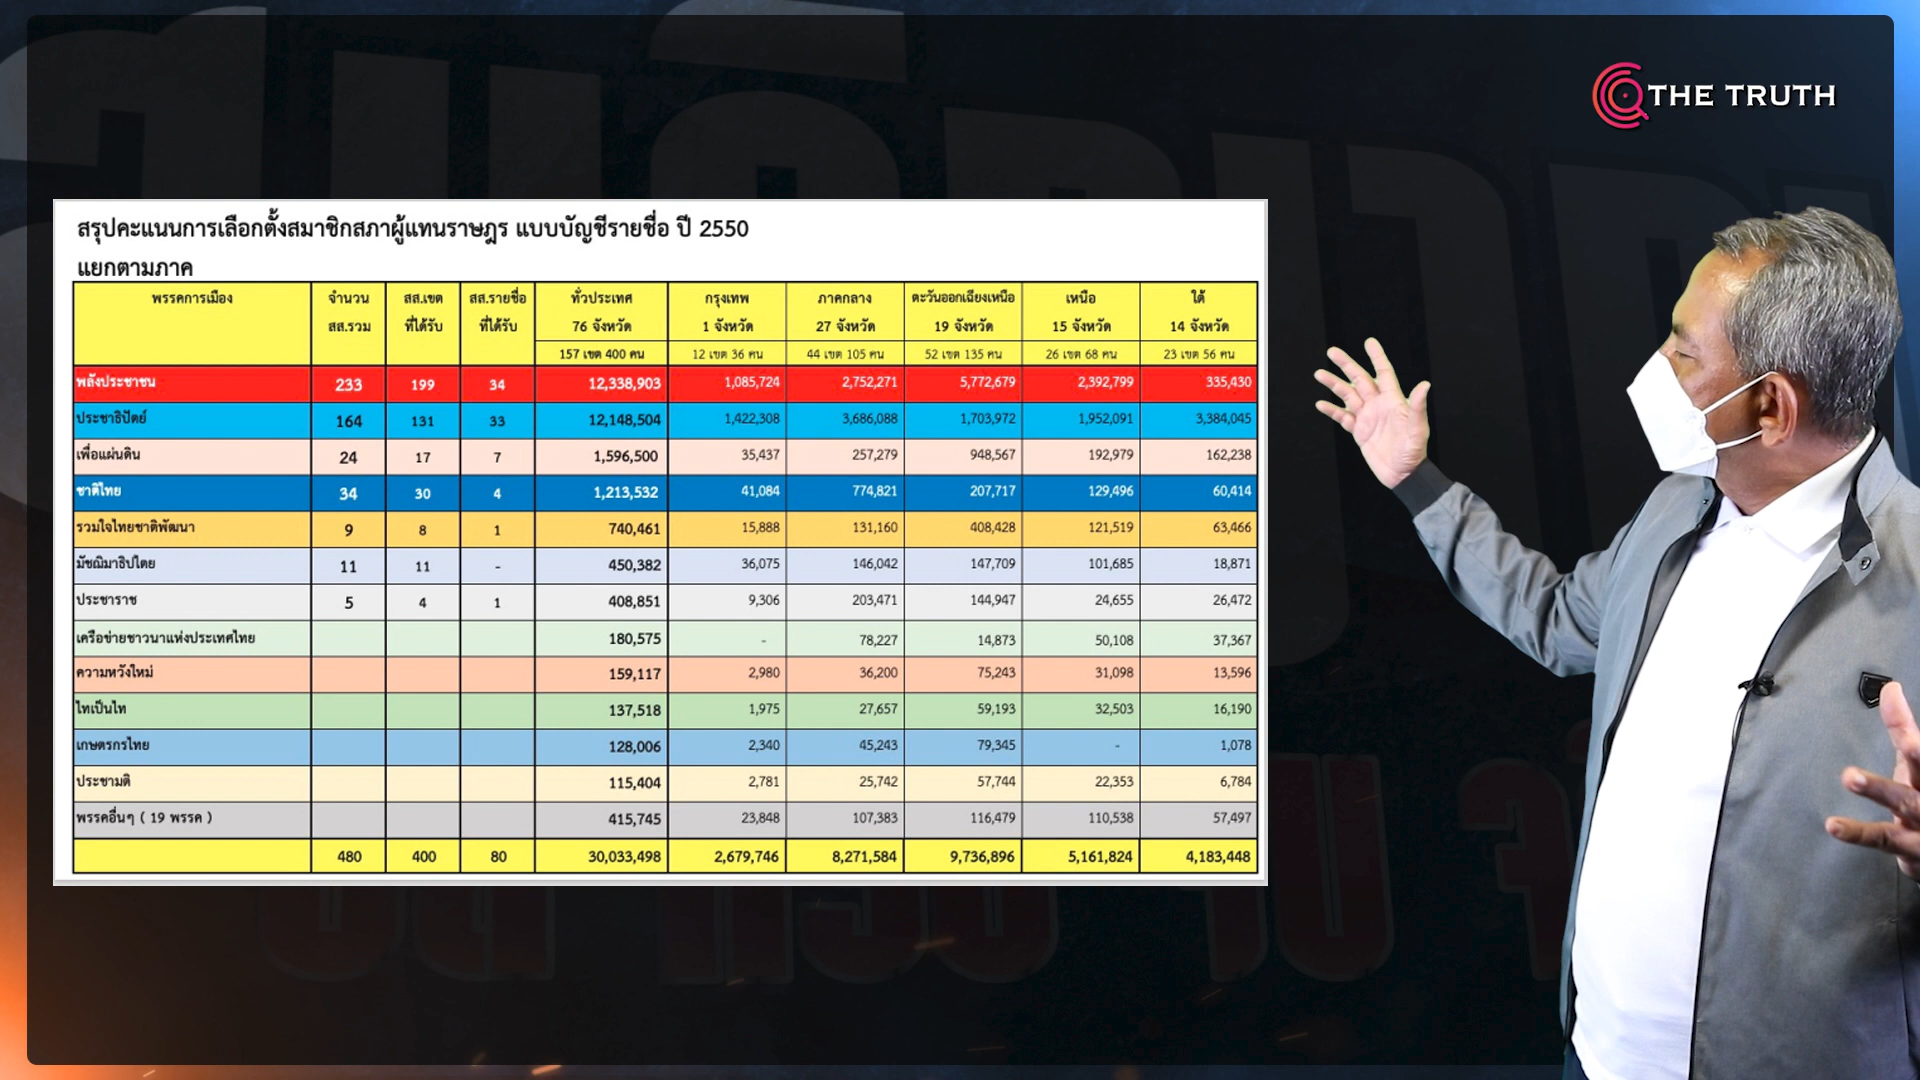 THE TRUTH
สรุปคะแนนการเลือกตั้งสมาชิกสภาผู้แทนราษฎร แบบบัญชีรายชื่อ ปี 2550
แยกตามภาค
พรรคการเมือง จำนวน สส.เขต สส.รายชื่อ ทั่วประเทศ กรุงเทพ ภาคกลาง ตะวันออกเฉียงเหนือ เหนือ ใต้
สส.รวม ที่ได้รับ ที่ได้รับ 76 จังหวัด 1 จังหวัด 27 จังหวัด 19 จังหวัด 15 จังหวัด 14 จังหวัด
157 เขต 400 คน 12 เขต 36 คน 44 เขต 105 คน 52 เขต 135 คน 26 เขต 68 คน 23 เขต 56 คน
พลังประชาชน 233 199 34 12,338,903 1,085,724 2,752,271 5,772,679 2,392,799 335,430
ประชาธิปัตย์ 164 131 33 12,148,504 1,422,308 3,686,088 1,703,972 1,952,091 3,384,045
เพื่อแผ่นดิน 24 17 7 1,596,500 35,437 257,279 948,567 192,979 162,238
ชาติไทย 34 30 4 1,213,532 41,084 774,821 207,717 129,496 60,414
รวมใจไทยชาติพัฒนา 9 8 1 740,461 15,888 131,160 408,428 121,519 63,466
มัชฌิมาธิปไตย 11 11 - 450,382 36,075 146,042 147,709 101,685 18,871
ประชาราช 5 4 1 408,851 9,306 203,471 144,947 24,655 26,472
เครือข่ายชาวนาแห่งประเทศไทย 180,575 - 78,227 14,873 50,108 37,367
ความหวังใหม่ 159,117 2,980 36,200 75,243 31,098 13,596
ไทเป็นไท 137,518 1,975 27,657 59,193 32,503 16,190
เกษตรกรไทย 128,006 2,340 45,243 79,345 - 1,078
ประชามติ 115,404 2,781 25,742 57,744 22,353 6,784
พรรคอื่นๆ ( 19 พรรค ) 415,745 23,848 107,383 116,479 110,538 57,497
480 400 80 30,033,498 2,679,746 8,271,584 9,736,896 5,161,824 4,183,448